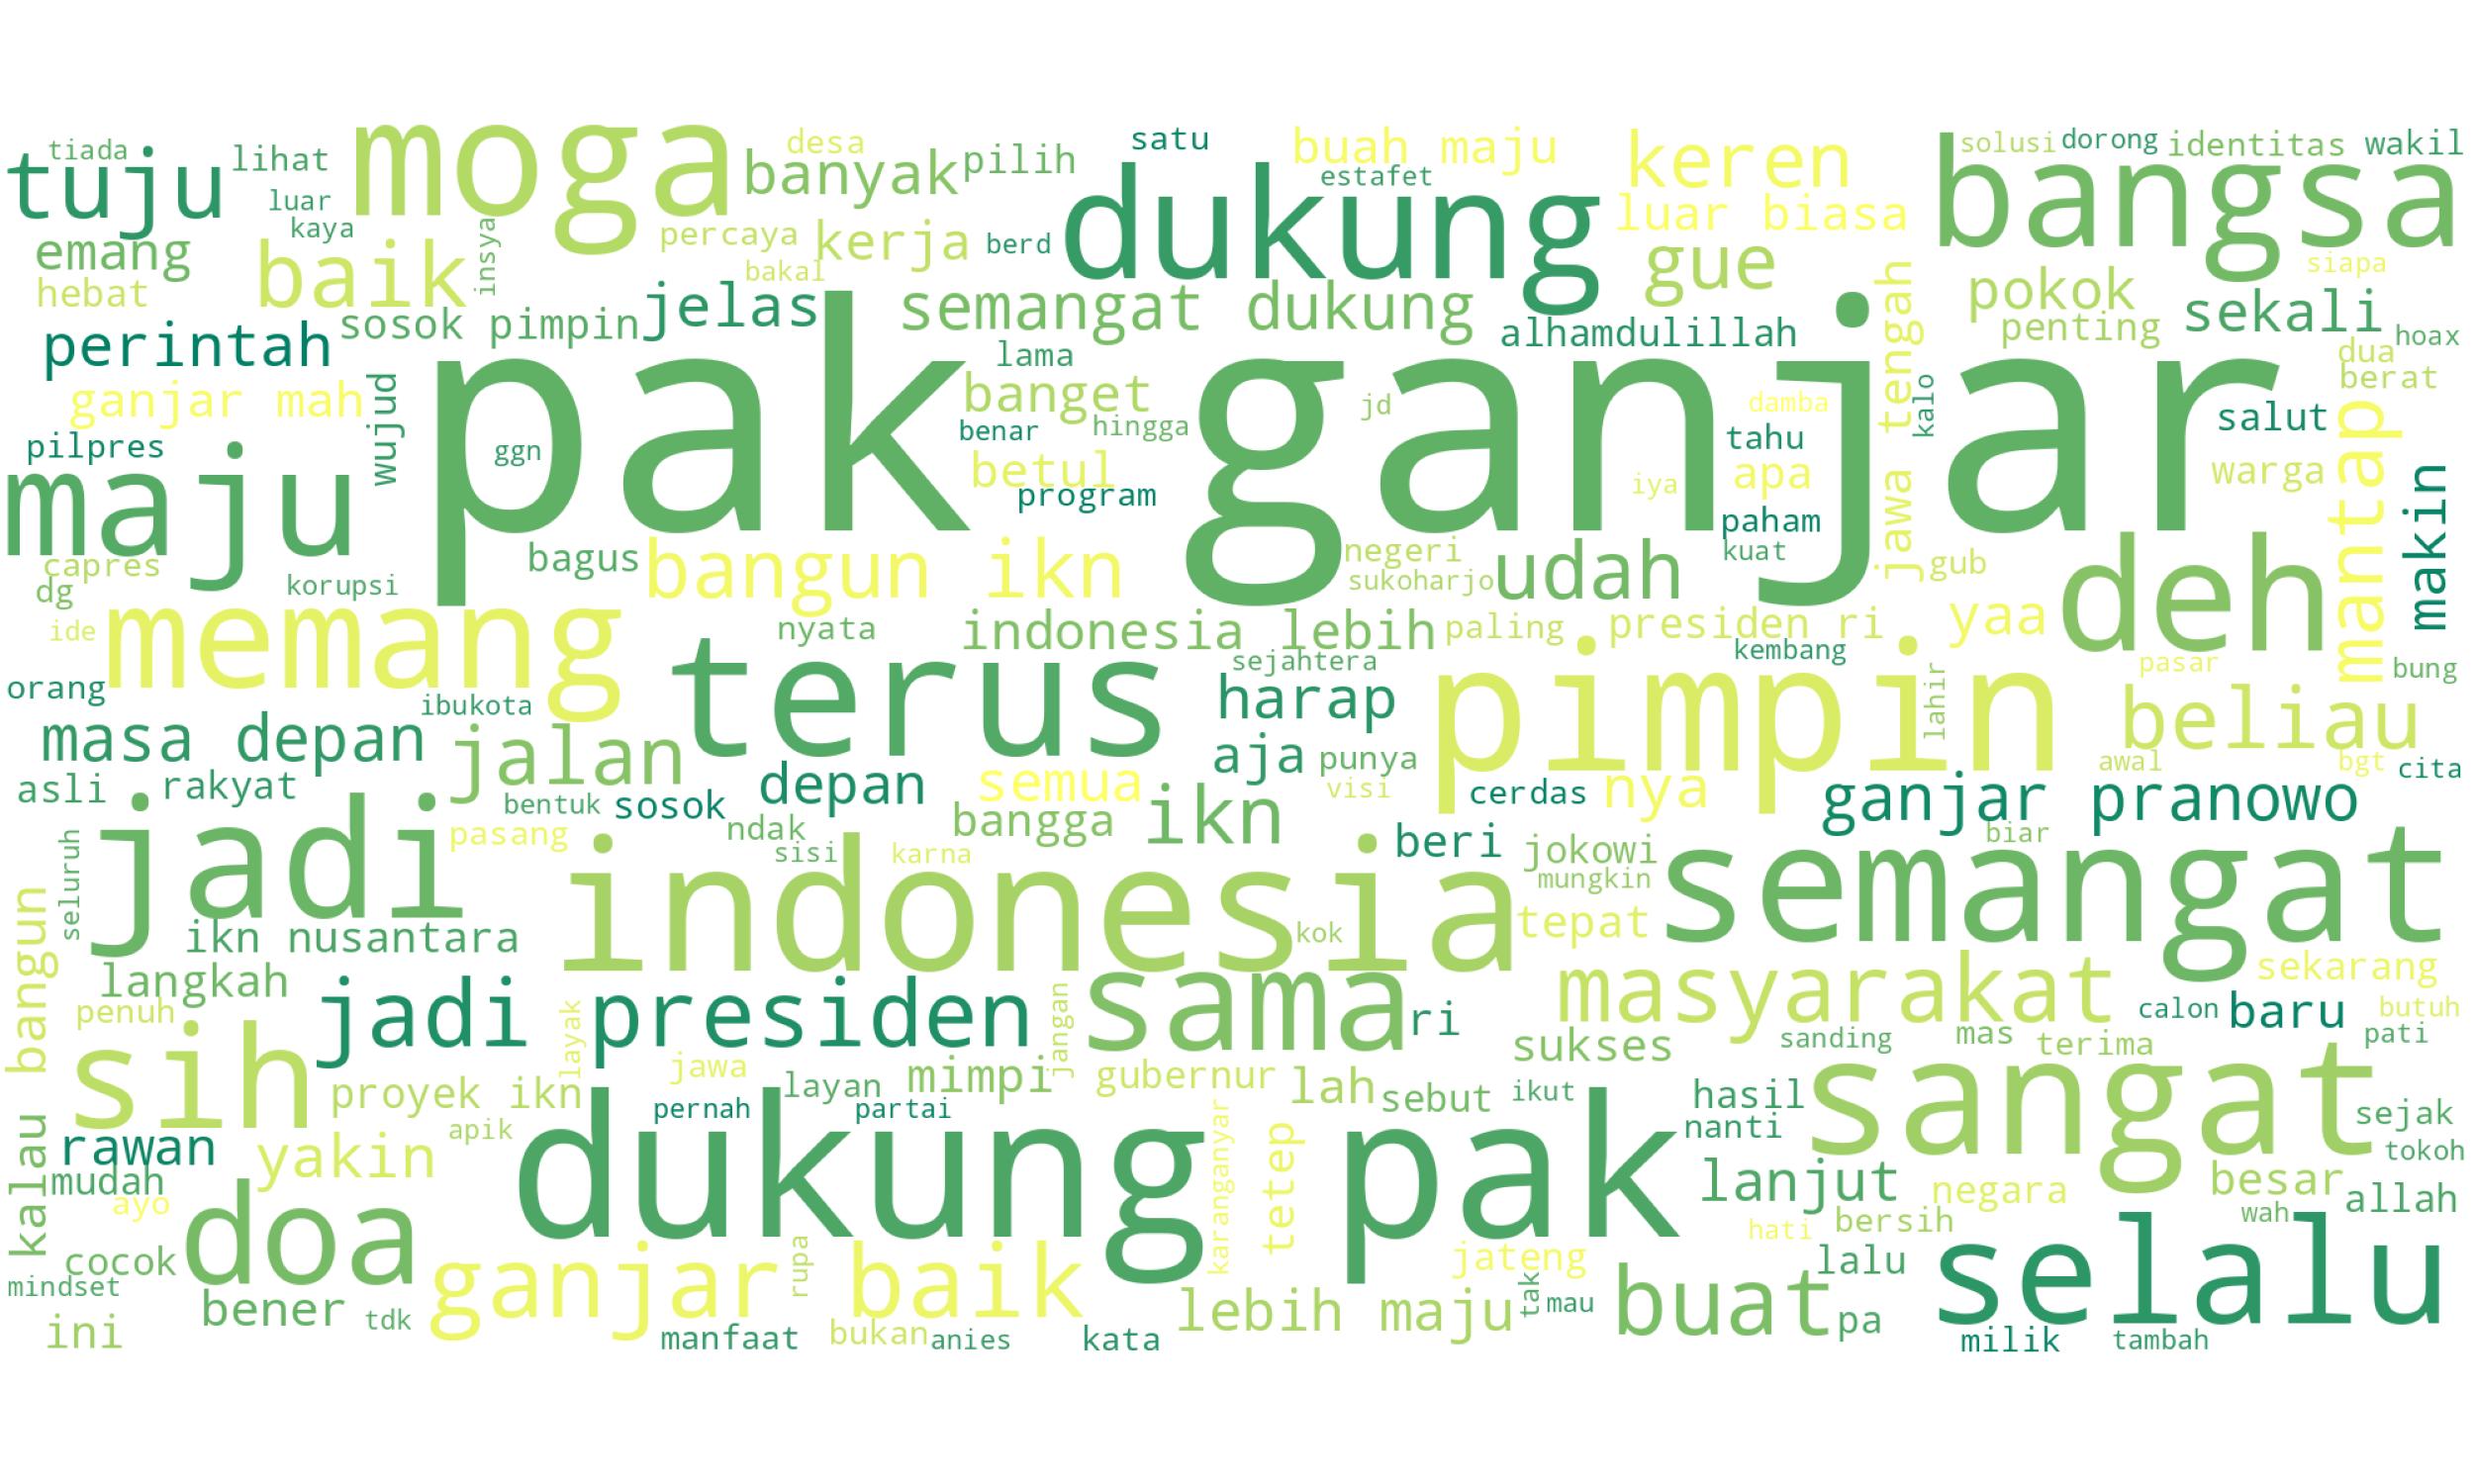 tiada
tuju
lihat
moga
desa
banyak
pilih
satu
buah maju
estafet
keren
solusi
dorong
identitas
wakil
bangsa
luar
kaya
insya
dukung
luar biasa
emang
baik
percaya
kerja
berd
gue
siapa
hebat
bakal
pokok
perintah
sosok pimpin
jelas
semangat dukung
alhamdulillah
jawa tengah
penting
sekali
hoax
dua
berat
lama
ganjar mah
wujud
pak ganjar
banget
jd
damba
kalo
salut
pilpres
ggn
benar
hingga
tahu
mantap
maju
betul
program
iya
apa
warga
makin
paham
kuat
capres
dg
korupsi
bagus
bangun ikn
negeri
sukoharjo
udah
gub
deh
ide
memang
nyata
indonesia lebih
paling
presiden ri
yaa
terus
sejahtera
kembang
pasar
bung
orang
ibukota
harap
pimpin
lahir
beliau
masa depan
jalan
aja
punya
awal
bgt
cita
asli
rakyat
bentuk
sosok
depan
semua
visi
cerdas
nya
ganjar pranowo
pasang
ndak
bangga
ikn
beri
jokowi
biar
seluruh
jadi
sisi
karna
mungkin
indonesia
semangat
bangun
ikn nusantara
kok
tepat
langkah
sekarang
penuh
jadi presiden
layak
jangan
sama
ri
masyarakat
calon
baru
butuh
pati
sih
sukses
sanding
mas
terima
jawa
proyek ikn
layan
mimpi
gubernur
lah
sebut
ikut
hasil
sangat
sejak
kalau
rawan
apik
pernah
partai
dukung pak
karanganyar
tetep
nanti
tokoh
mudah
yakin
lanjut
negara
besar
allah
ayo
doa
hati
bersih
wah
cocok
mindset
ganjar baik
rupa
jateng
lalu
selalu
ini
bener
tdk
lebih maju
tak
mau
buat
pa
manfaat
bukan
anies
kata
milik
tambah